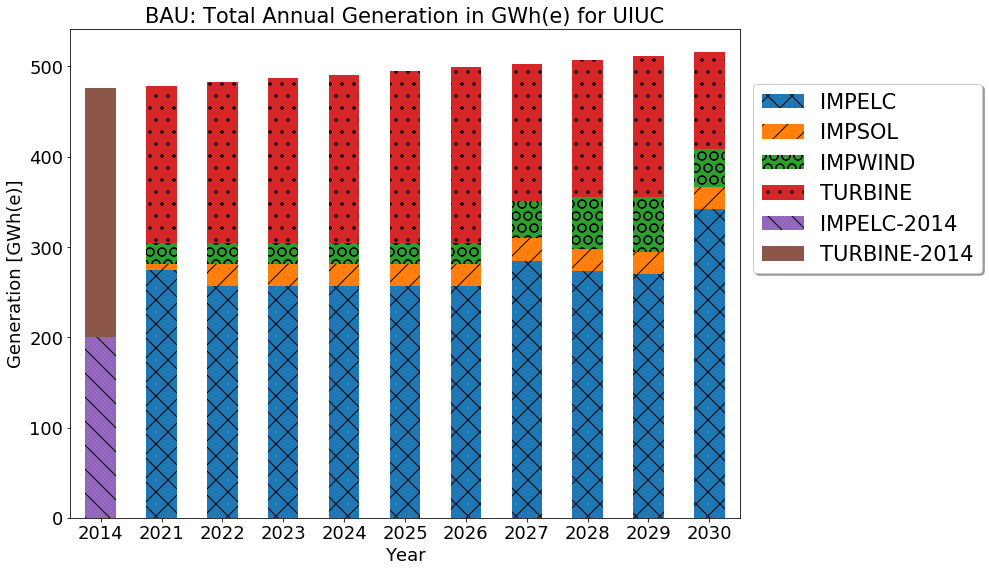 BAU: Total Annual Generation in GWh(e) for UIUC
Generation [GWh(e)]
500
400
300
200
100
0
2014 2021 2022 2023 2024 2025 2026 2027 2028 2029 2030
Year
IMPELC
IMPSOL
IMPWIND
TURBINE
IMPELC-2014
TURBINE-2014